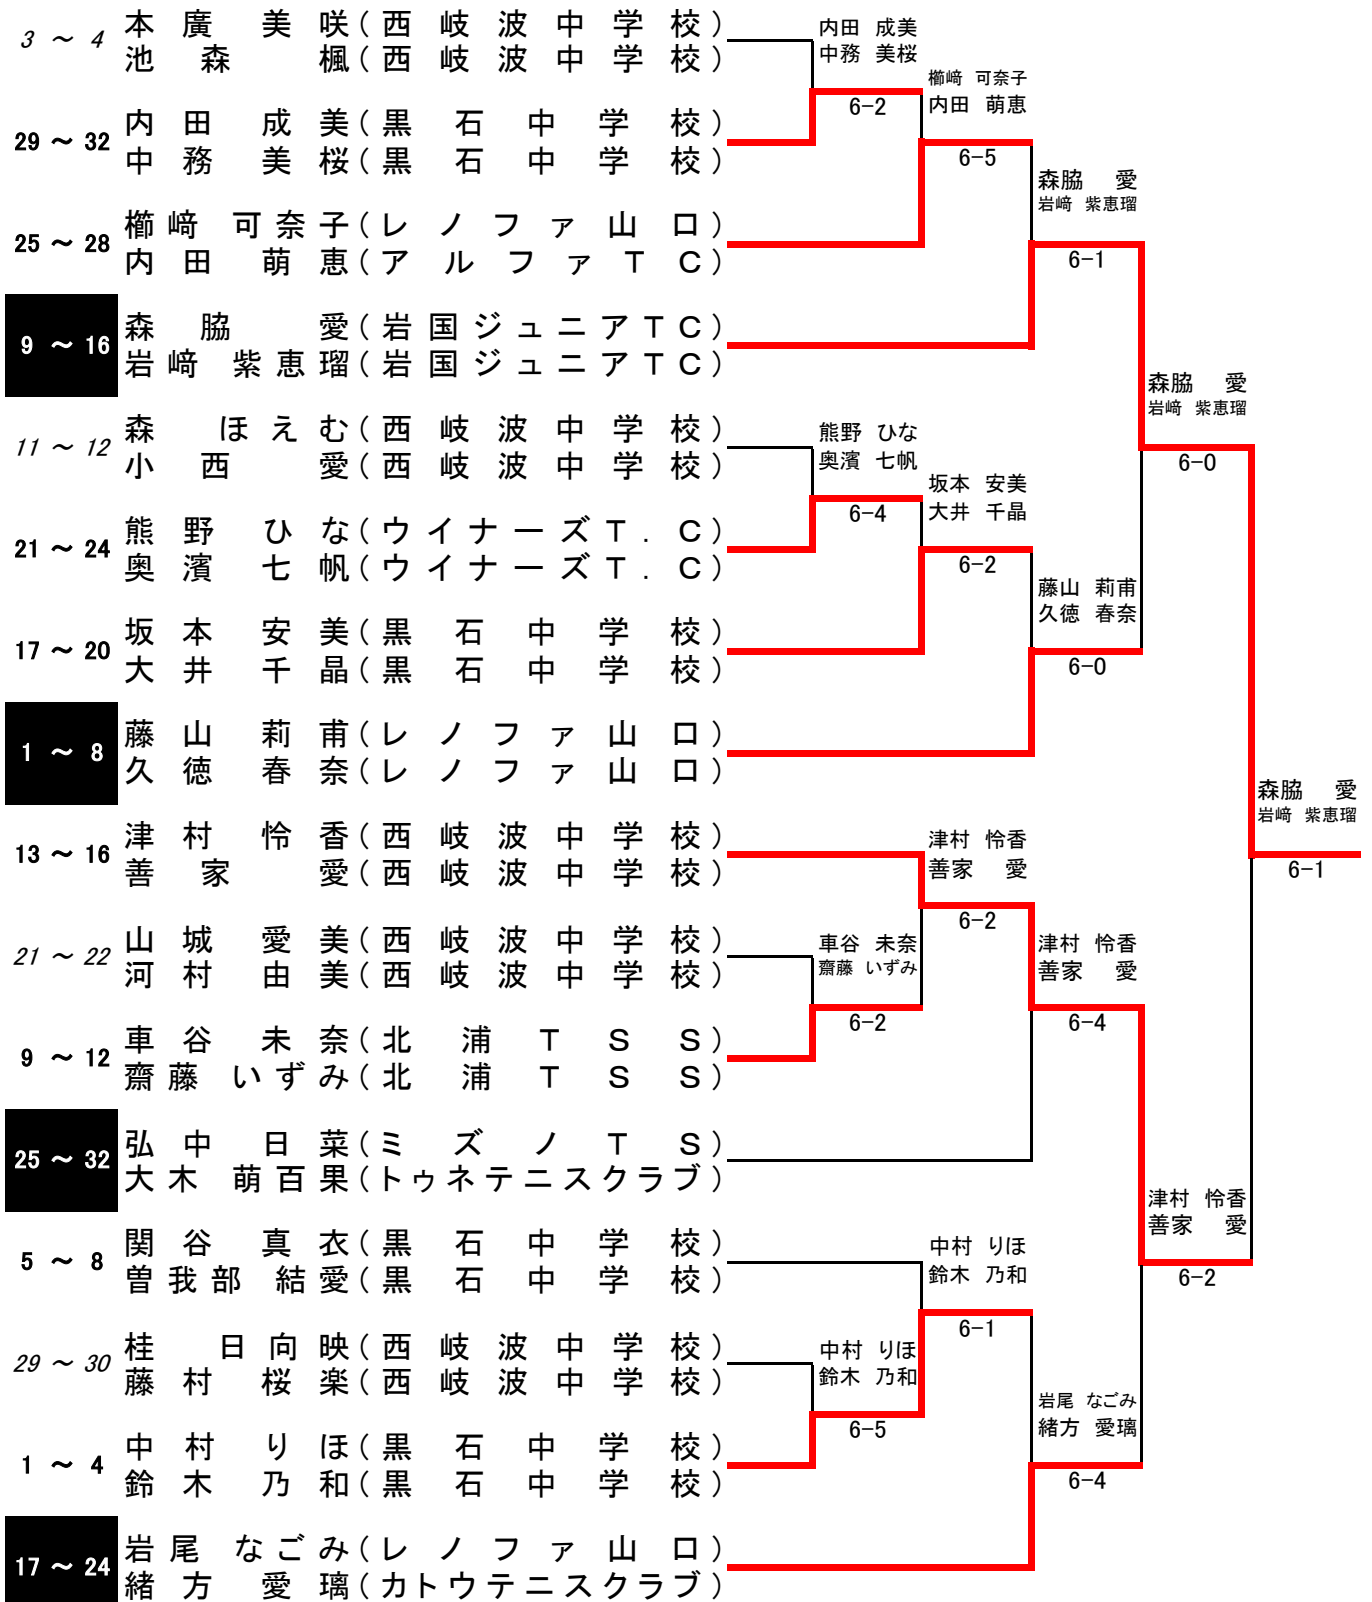 3 ～ 4 本廣 美咲(西岐波中学校)
池森 楓(西岐波中学校)
内田 成美
中務 美桜
6-2
29 ～ 32 内田 成美(黒石中学校)
中務 美桜(黒石中学校)
櫛﨑 可奈子
内田 萌恵
6-5
25 ～ 28 櫛﨑 可奈子(レノファ山口)
内田 萌恵(アルファTC)
森脇 愛
岩﨑 紫恵瑠
6-1
9 ～ 16 森脇 愛(岩国ジュニアTC)
岩﨑 紫恵瑠(岩国ジュニアTC)
森脇 愛
岩﨑 紫恵瑠
6-0
11 ～ 12 森 ほえむ(西岐波中学校)
小西 愛(西岐波中学校)
熊野 ひな
奥濱 七帆
6-4
21 ～ 24 熊野 ひな(ウイナーズT.C)
奥濱 七帆(ウイナーズT.C)
坂本 安美
大井 千晶
6-2
17 ～ 20 坂本 安美(黒石中学校)
大井 千晶(黒石中学校)
藤山 莉甫
久徳 春奈
6-0
1 ～ 8 藤山 莉甫(レノファ山口)
久徳 春奈(レノファ山口)
森脇 愛
岩﨑 紫恵瑠
6-1
13 ～ 16 津村 怜香(西岐波中学校)
善家 愛(西岐波中学校)
津村 怜香
善家 愛
6-2
21 ～ 22 山城 愛美(西岐波中学校)
河村 由美(西岐波中学校)
車谷 未奈
齋藤 いずみ
6-2
津村 怜香
善家 愛
6-4
9 ～ 12 車谷 未奈(北浦TSS)
齋藤 いずみ(北浦TSS)
25 ～ 32 弘中 日菜(ミズノTS)
大木 萌百果(トゥネテニスクラブ)
津村 怜香
善家 愛
6-2
5 ～ 8 関谷 真衣(黒石中学校)
曽我部 結愛(黒石中学校)
中村 りほ
鈴木 乃和
6-1
29 ～ 30 桂 日向映(西岐波中学校)
藤村 桜楽(西岐波中学校)
中村 りほ
鈴木 乃和
6-5
1 ～ 4 中村 りほ(黒石中学校)
鈴木 乃和(黒石中学校)
岩尾 なごみ
緒方 愛璃
6-4
17 ～ 24 岩尾 なごみ(レノファ山口)
緒方 愛璃(カトウテニスクラブ)